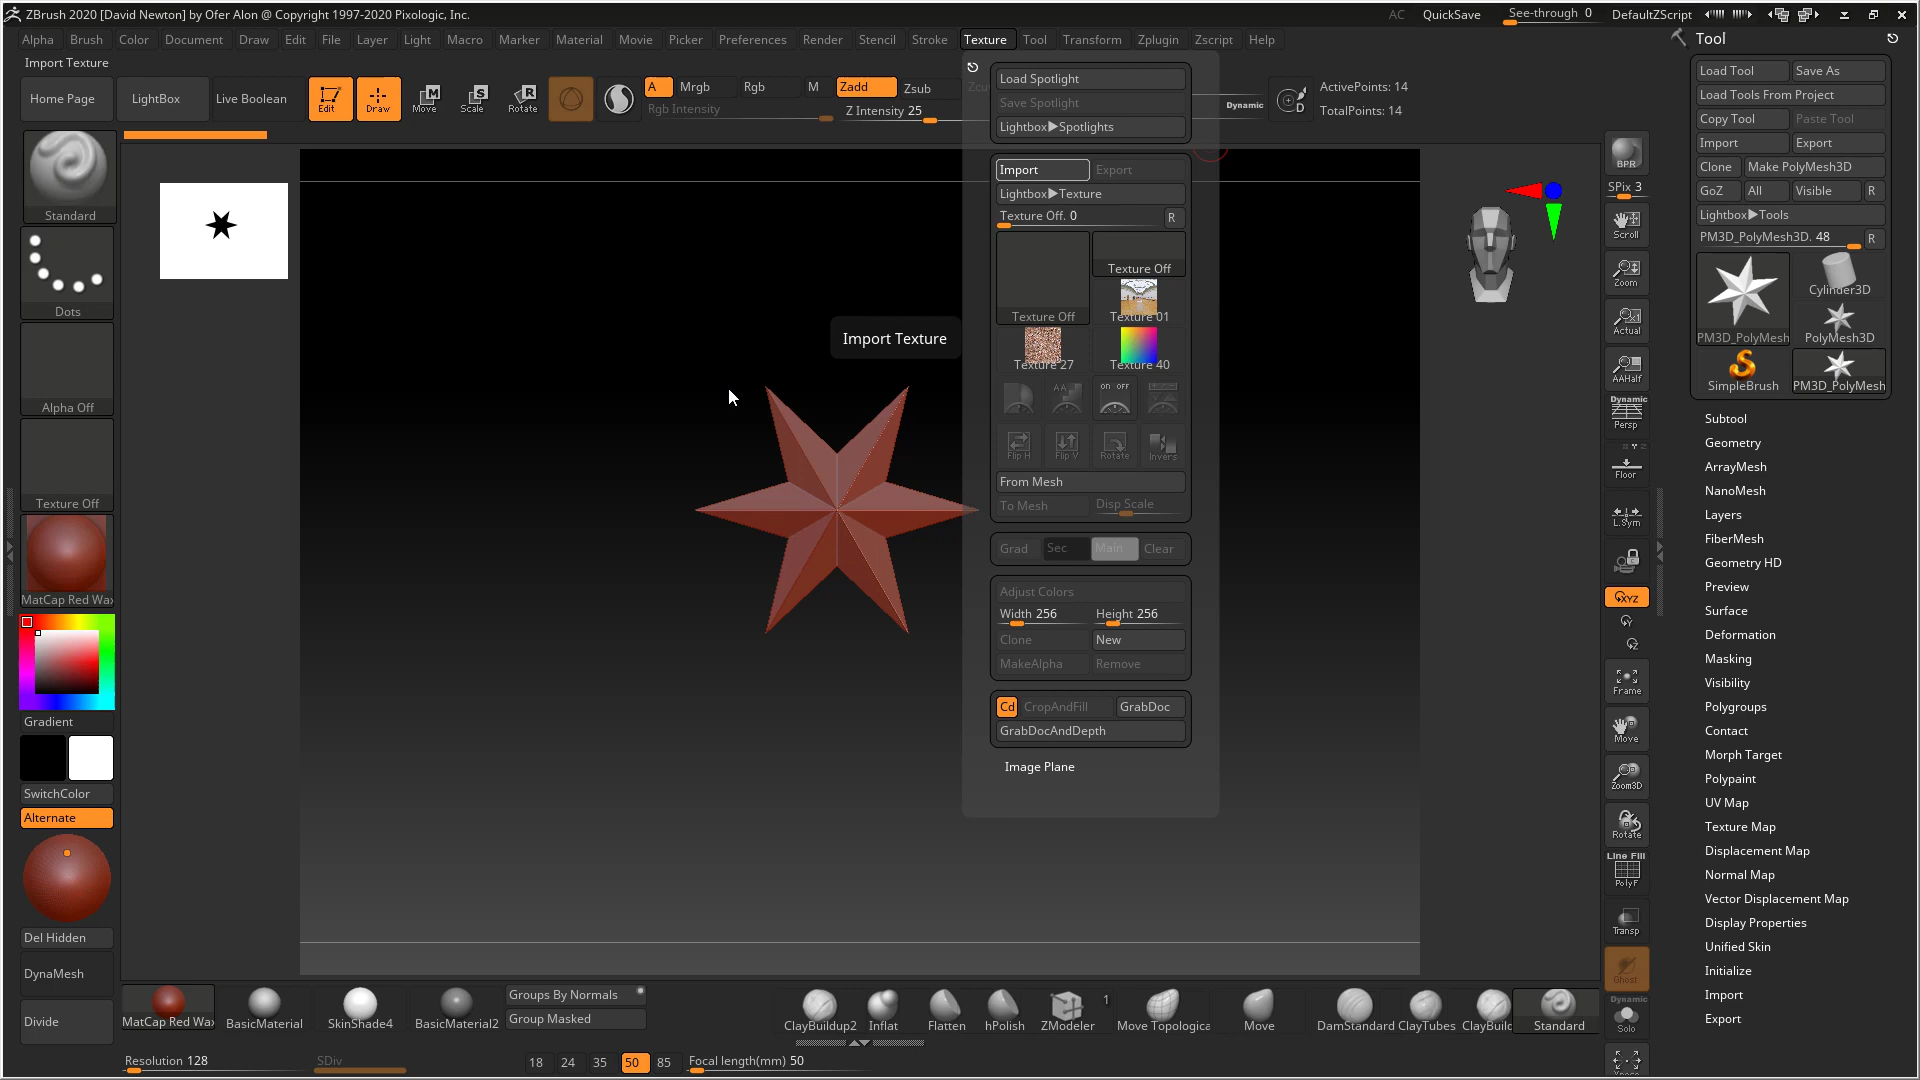 ZBrush 2020 [David Newton] by Ofer Alon @ Copyright 1997-2020 Pixologic, Inc.
AC QuickSave See-through 0 DefaultZScript
Alpha Brush Color Document Draw Edit File Layer Light Macro Marker Material Movie Picker Preferences Render Stencil Stroke Texture Tool Transform Zplugin Zscript Help
Import Texture
Home Page LightBox Live Boolean Edit Draw Move Scale Rotate
A Mrgb Rgb M Zadd Zsub
Rgb Intensity Z Intensity 25
Dynamic
ActivePoints: 14
TotalPoints: 14
Standard
Dots
Alpha Off
Texture Off
MatCap Red Wax
Gradient
SwitchColor
Alternate
Del Hidden
DynaMesh
Divide
Import Texture
Load Spotlight
Save Spotlight
Lightbox▶Spotlights
Import Export
Lightbox▶Texture
Texture Off. 0 R
Texture Off
Texture Off
Texture 01
Texture 27 Texture 40
AA on off
Flip H Flip V Rotate Invers
From Mesh
To Mesh Disp Scale
Grad Sec Main Clear
Adjust Colors
Width 256 Height 256
Clone New
MakeAlpha Remove
Cd CropAndFill GrabDoc
GrabDocAndDepth
Image Plane
BPR
SPix 3
Scroll
Zoom
Actual
AAHalf
Dynamic
Persp
Floor
L.Sym
XYZ
Y
Z
Frame
Move
Zoom3D
Rotate
Line Fill
PolyF
Transp
Ghost
Dynamic
Solo
Tool
Load Tool Save As
Load Tools From Project
Copy Tool Paste Tool
Import Export
Clone Make PolyMesh3D
GoZ All Visible R
Lightbox▶Tools
PM3D_PolyMesh3D. 48 R
PM3D_PolyMesh Cylinder3D
PolyMesh3D
SimpleBrush PM3D_PolyMesh
Subtool
Geometry
ArrayMesh
NanoMesh
Layers
FiberMesh
Geometry HD
Preview
Surface
Deformation
Masking
Visibility
Polygroups
Contact
Morph Target
Polypaint
UV Map
Texture Map
Displacement Map
Normal Map
Vector Displacement Map
Display Properties
Unified Skin
Initialize
Import
Export
MatCap Red Wax BasicMaterial SkinShade4 BasicMaterial2
Groups By Normals
Group Masked
ClayBuildup2 Inflat Flatten hPolish ZModeler 1 Move Topologica Move DamStandard ClayTubes ClayBuild Standard
Resolution 128 SDiv 18 24 35 50 85 Focal length(mm) 50